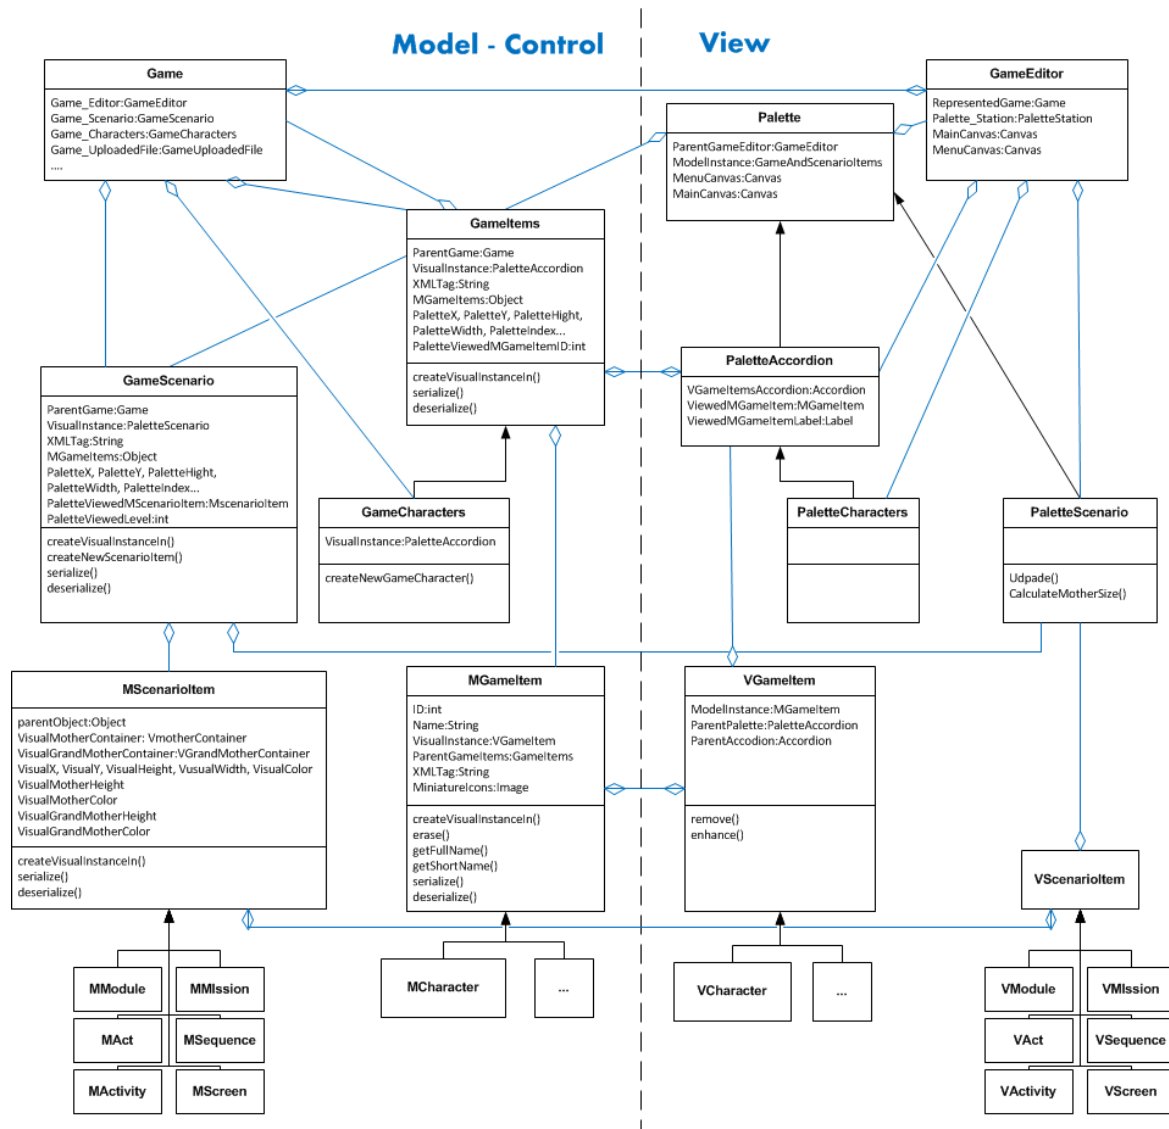 Model - Control
View
Game
Game_Editor:GameEditor
Game_Scenario:GameScenario
Game_Characters:GameCharacters
Game_UploadedFile:GameUploadedFile
....
GameEditor
RepresentedGame:Game
Palette_Station:PaletteStation
MainCanvas:Canvas
MenuCanvas:Canvas
Palette
ParentGameEditor:GameEditor
ModelInstance:GameAndScenarioItems
MenuCanvas:Canvas
MainCanvas:Canvas
GameItems
ParentGame:Game
VisualInstance:PaletteAccordion
XMLTag:String
MGameItems:Object
PaletteX, PaletteY, PaletteHight,
PaletteWidth, PaletteIndex...
PaletteViewedMGameItemID:int
createVisualInstanceIn()
serialize()
deserialize()
PaletteAccordion
VGameItemsAccordion:Accordion
ViewedMGameItem:MGameItem
ViewedMGameItemLabel:Label
GameScenario
ParentGame:Game
VisualInstance:PaletteScenario
XMLTag:String
MGameItems:Object
PaletteX, PaletteY, PaletteHight,
PaletteWidth, PaletteIndex...
PaletteViewedMScenarioItem:MscenarioItem
PaletteViewedLevel:int
createVisualInstanceIn()
createNewScenarioItem()
serialize()
deserialize()
GameCharacters
VisualInstance:PaletteAccordion
createNewGameCharacter()
PaletteCharacters
PaletteScenario
Udpade()
CalculateMotherSize()
MScenarioItem
parentObject:Object
VisualMotherContainer: VmotherContainer
VisualGrandMotherContainer:VGrandMotherContainer
VisualX, VisualY, VisualHeight, VusualWidth, VisualColor
VisualMotherHeight
VisualMotherColor
VisualGrandMotherHeight
VisualGrandMotherColor
createVisualInstanceIn()
serialize()
deserialize()
MGameItem
ID:int
Name:String
VisualInstance:VGameItem
ParentGameItems:GameItems
XMLTag:String
MiniatureIcons:Image
createVisualInstanceIn()
erase()
getFullName()
getShortName()
serialize()
deserialize()
VGameItem
ModelInstance:MGameItem
ParentPalette:PaletteAccordion
ParentAccodion:Accordion
remove()
enhance()
VScenarioItem
MModule
MMIssion
MAct
MSequence
MActivity
MScreen
MCharacter
...
VCharacter
...
VModule
VMIssion
VAct
VSequence
VActivity
VScreen